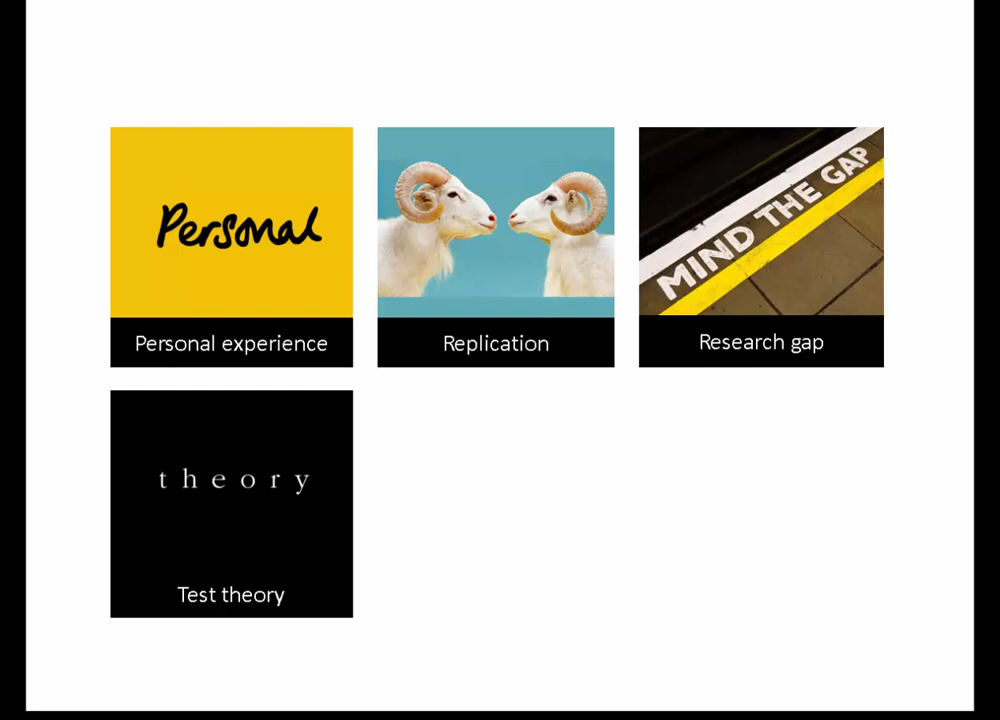 Personal
Personal experience
Replication
MIND THE GAP
Research gap
theory
Test theory